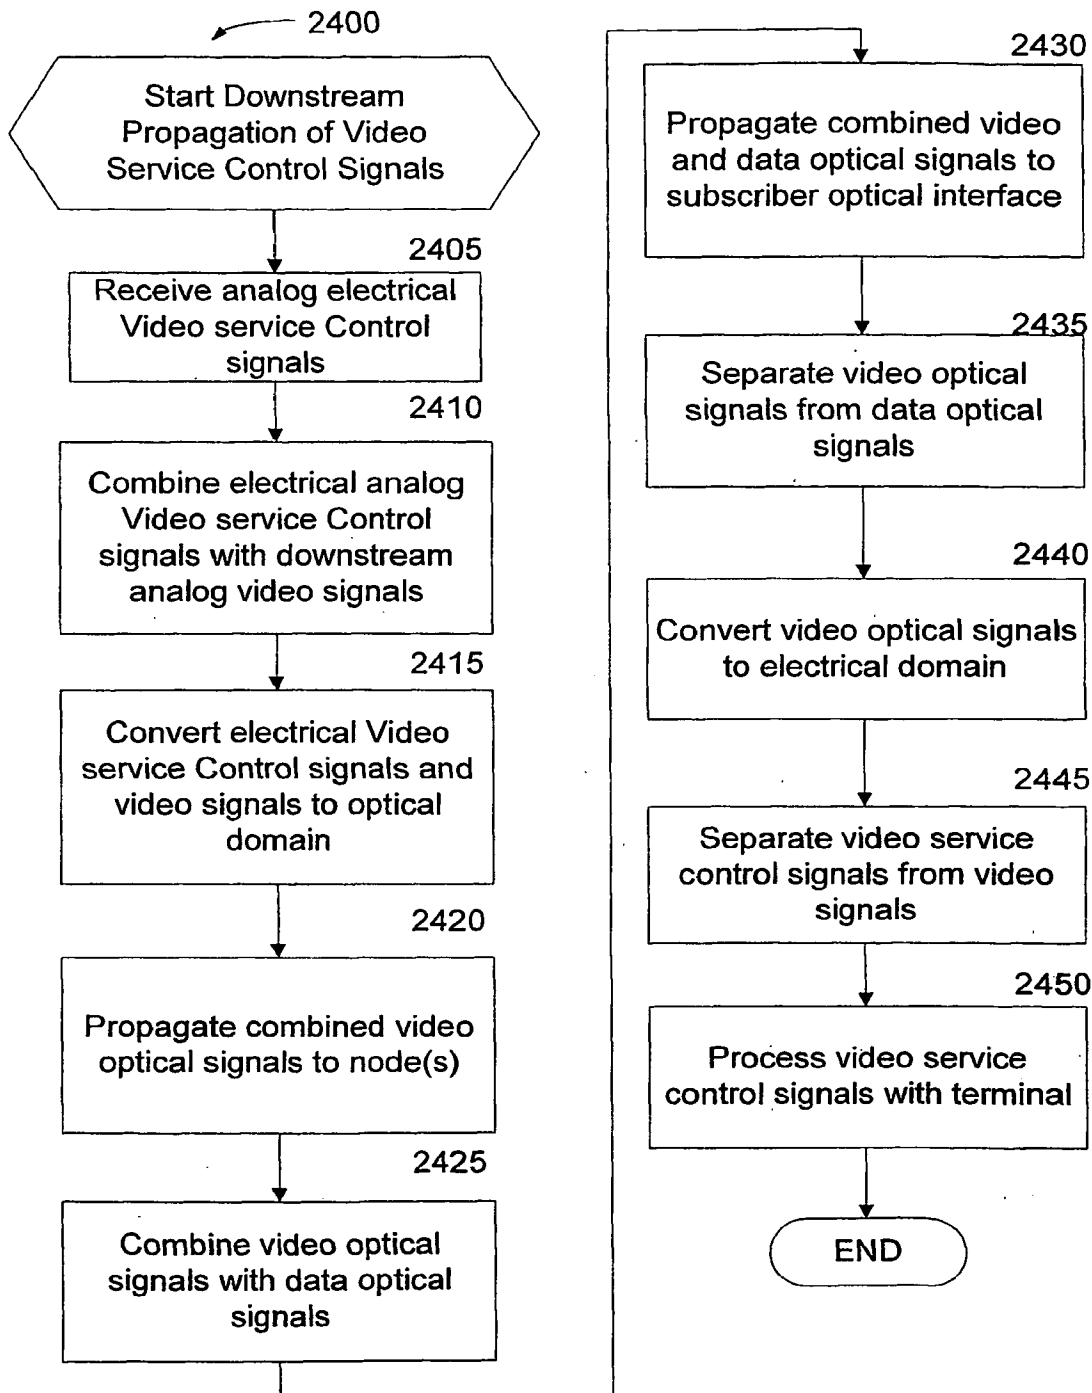 2400
Start Downstream
Propagation of Video
Service Control Signals
2405
Receive analog electrical
Video service Control
signals
2410
Combine electrical analog
Video service Control
signals with downstream
analog video signals
2415
Convert electrical Video
service Control signals and
video signals to optical
domain
2420
Propagate combined video
optical signals to node(s)
2425
Combine video optical
signals with data optical
signals
2430
Propagate combined video
and data optical signals to
subscriber optical interface
2435
Separate video optical
signals from data optical
signals
2440
Convert video optical signals
to electrical domain
2445
Separate video service
control signals from video
signals
2450
Process video service
control signals with terminal
END